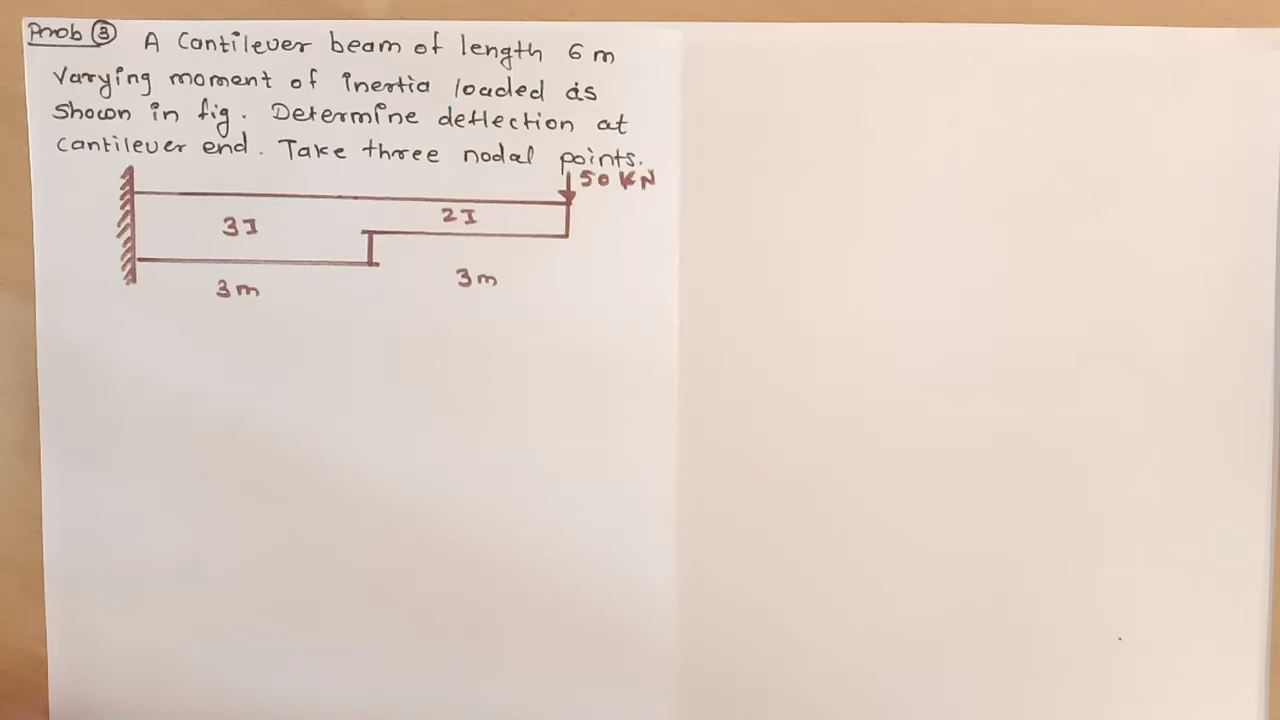 Prob ③ A Cantilever beam of length 6 m
Varying moment of inertia loaded as
shown in fig. Determine deflection at
cantilever end. Take three nodal points.
50 KN
3I
2I
3m
3m